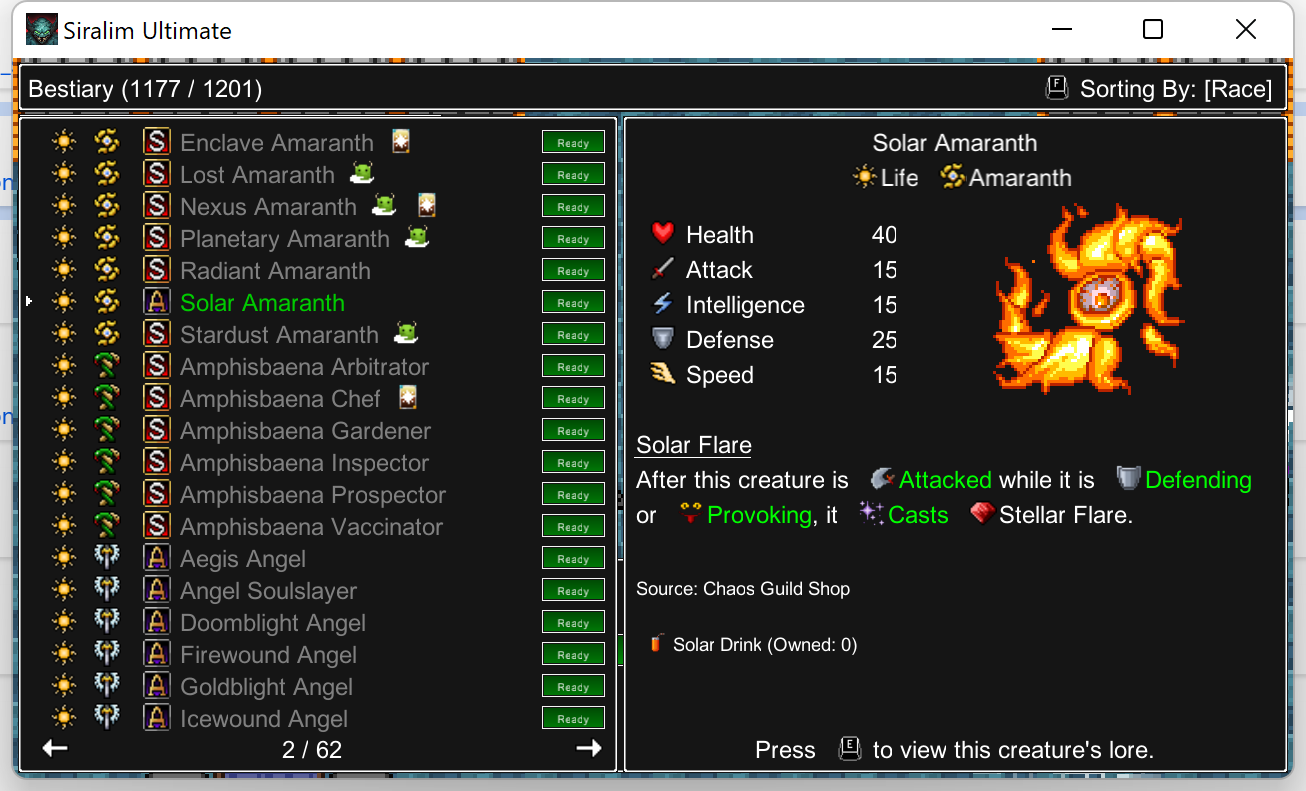 Siralim Ultimate
Bestiary (1177 / 1201)
F Sorting By: [Race]
S Enclave Amaranth Ready
S Lost Amaranth Ready
S Nexus Amaranth Ready
S Planetary Amaranth Ready
S Radiant Amaranth Ready
A Solar Amaranth Ready
S Stardust Amaranth Ready
S Amphisbaena Arbitrator Ready
S Amphisbaena Chef Ready
S Amphisbaena Gardener Ready
S Amphisbaena Inspector Ready
S Amphisbaena Prospector Ready
S Amphisbaena Vaccinator Ready
A Aegis Angel Ready
A Angel Soulslayer Ready
A Doomblight Angel Ready
A Firewound Angel Ready
A Goldblight Angel Ready
A Icewound Angel Ready
2 / 62
Solar Amaranth
Life Amaranth
Health 40
Attack 15
Intelligence 15
Defense 25
Speed 15
Solar Flare
After this creature is Attacked while it is Defending
or Provoking, it Casts Stellar Flare.
Source: Chaos Guild Shop
Solar Drink (Owned: 0)
Press E to view this creature's lore.